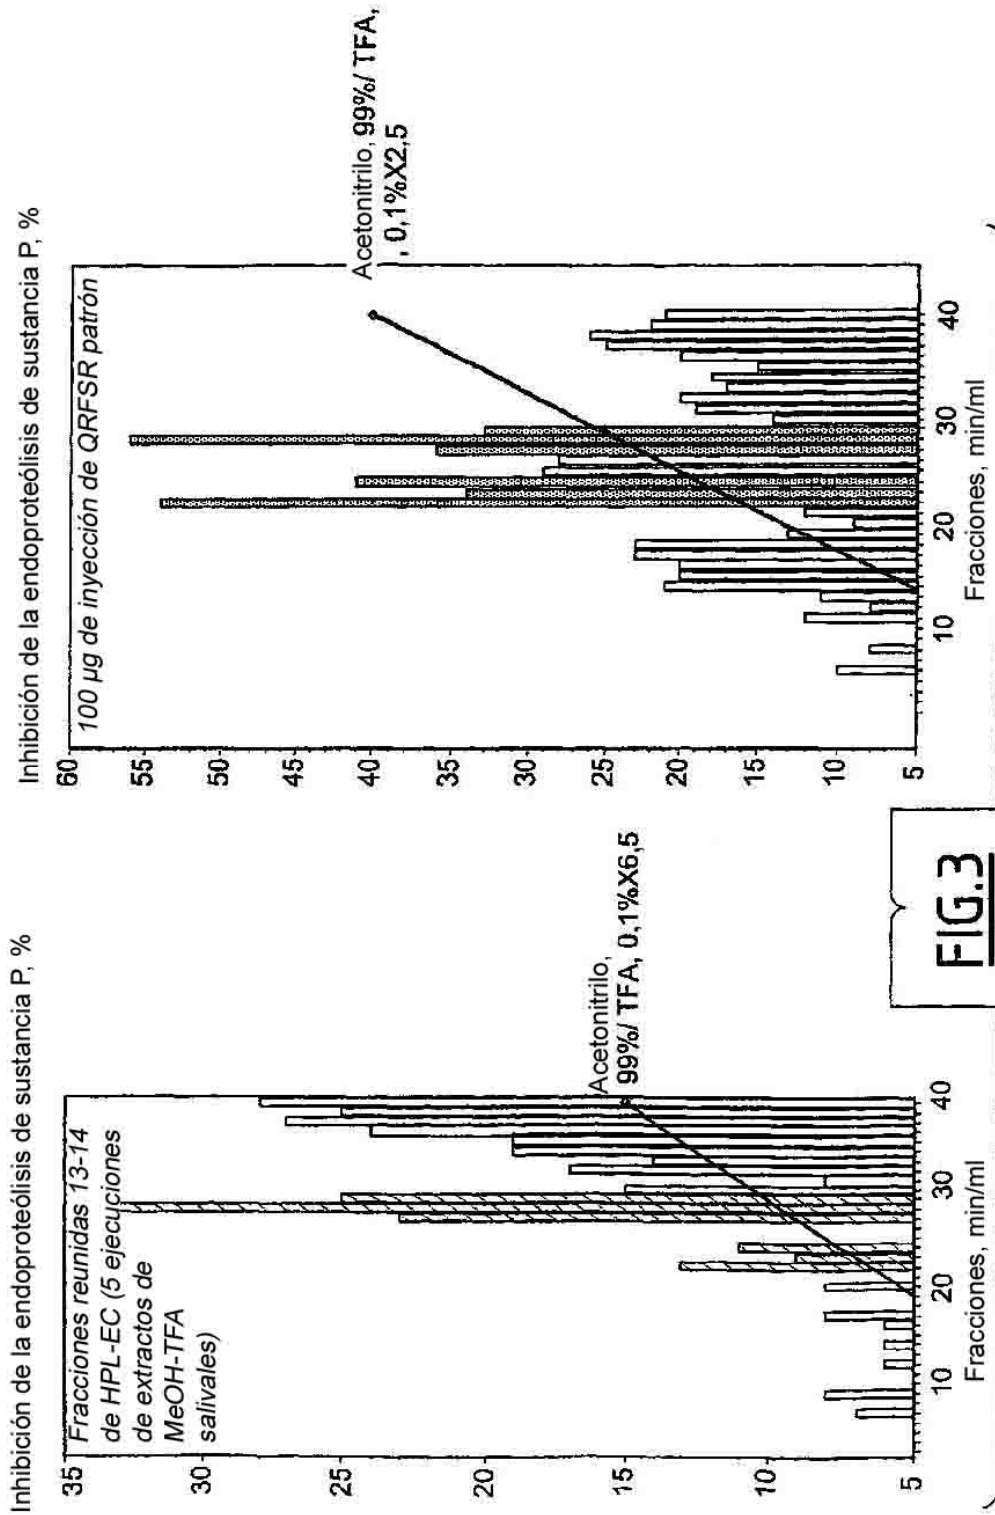 Inhibición de la endoproteólisis de sustancia P, %
35
30
25
20
15
10
5
Fracciones reunidas 13-14
de HPL-EC (5 ejecuciones
de extractos de
MeOH-TFA
salivales)
Acetonitrilo,
99%/ TFA, 0,1%X6,5
10
20
30
40
Fracciones, min/ml
Inhibición de la endoproteólisis de sustancia P, %
60
55
50
45
40
35
30
25
20
15
10
5
100 µg de inyección de QRFSR patrón
Acetonitrilo, 99%/ TFA,
, 0,1%X2,5
10
20
30
40
Fracciones, min/ml
FIG.3